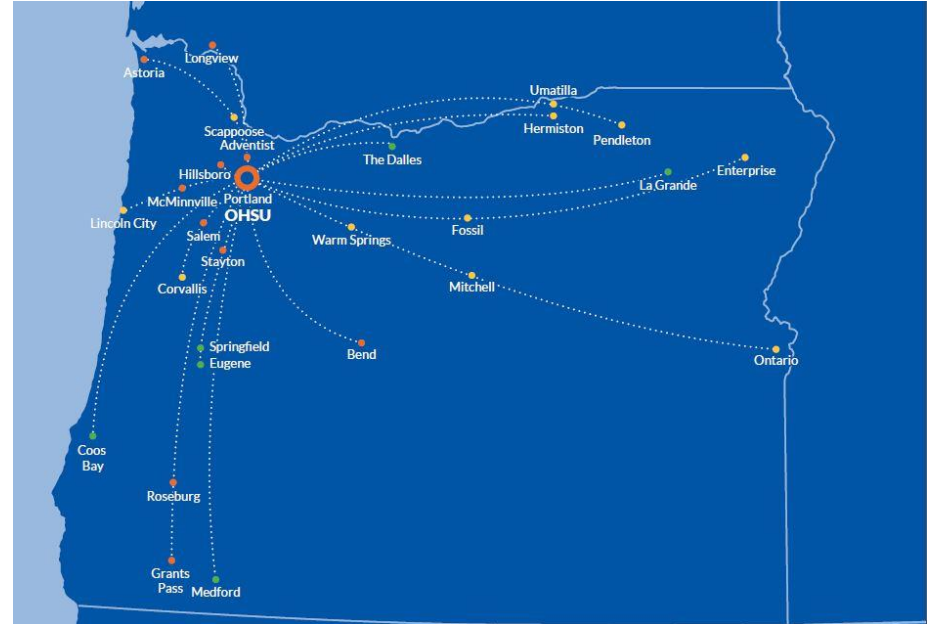 Longview
Astoria
Umatilla
Scappoose
Hermiston
Adventist
Pendleton
The Dalles
Hillsboro
Enterprise
La Grande
McMinnville
Portland
OHSU
Lincoln City
Salem
Warm Springs
Fossil
Stayton
Corvallis
Mitchell
Springfield
Eugene
Bend
Ontario
Coos
Bay
Roseburg
Grants
Pass
Medford